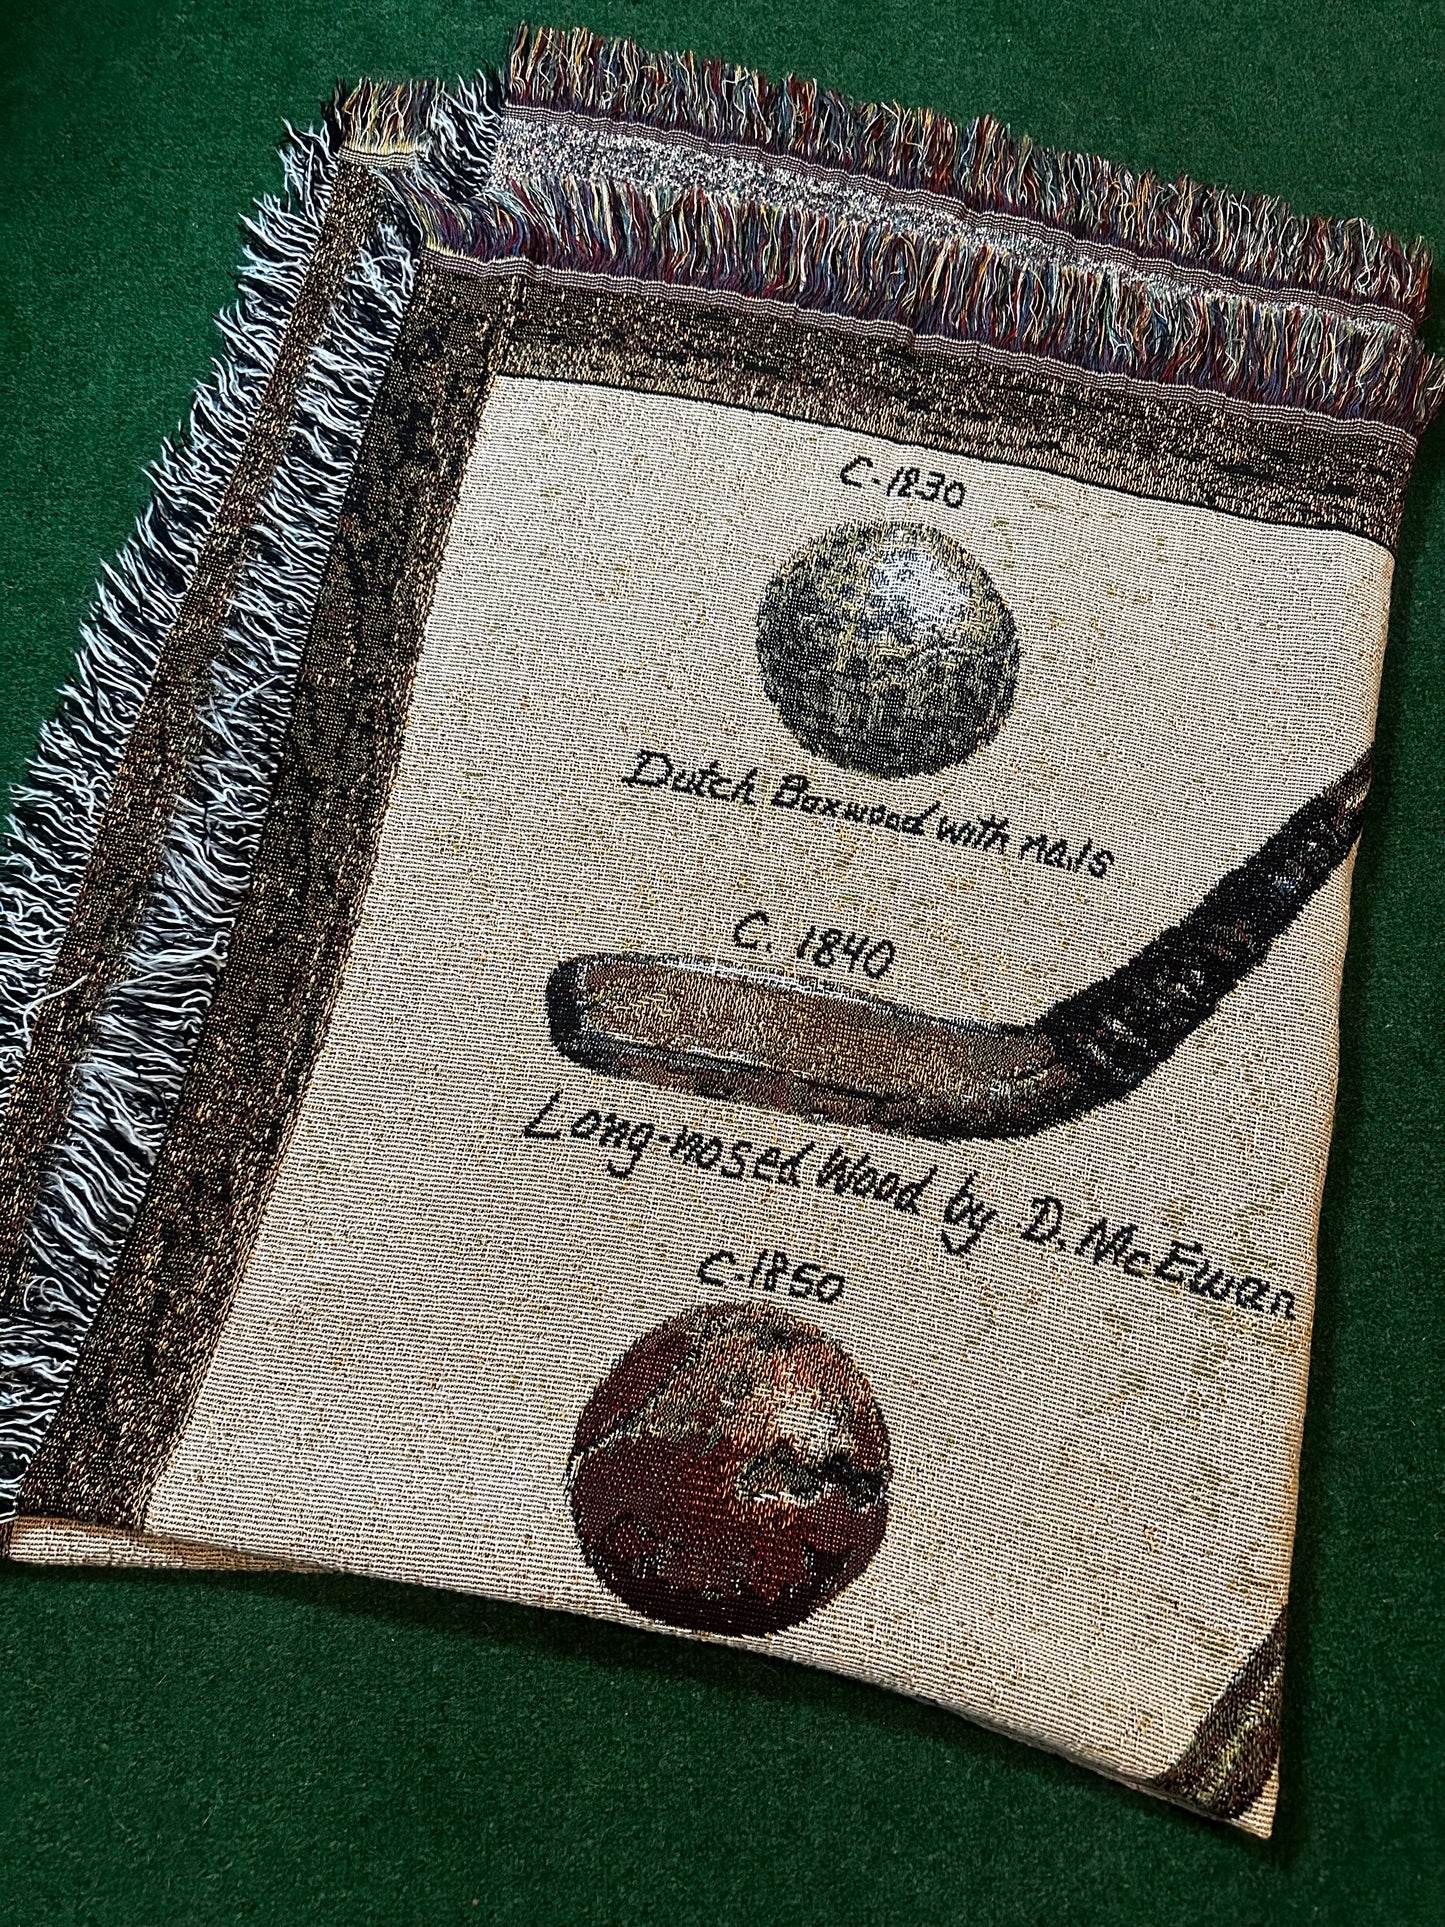 C. 1830
Dutch Boxwood with nails
C. 1840
Long-nosed Wood by D. McEwan
C. 1850